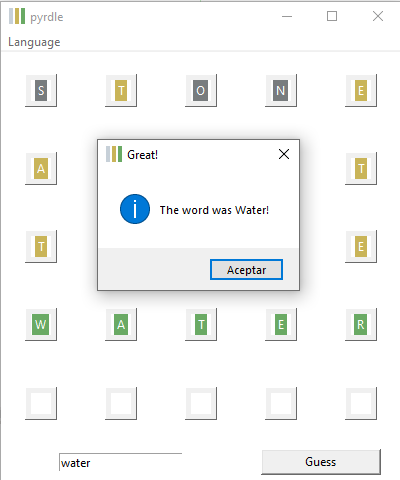 pyrdle
Language
S T O N E
Great!
A T
The word was Water!
T E
Aceptar
W A T E R
water Guess